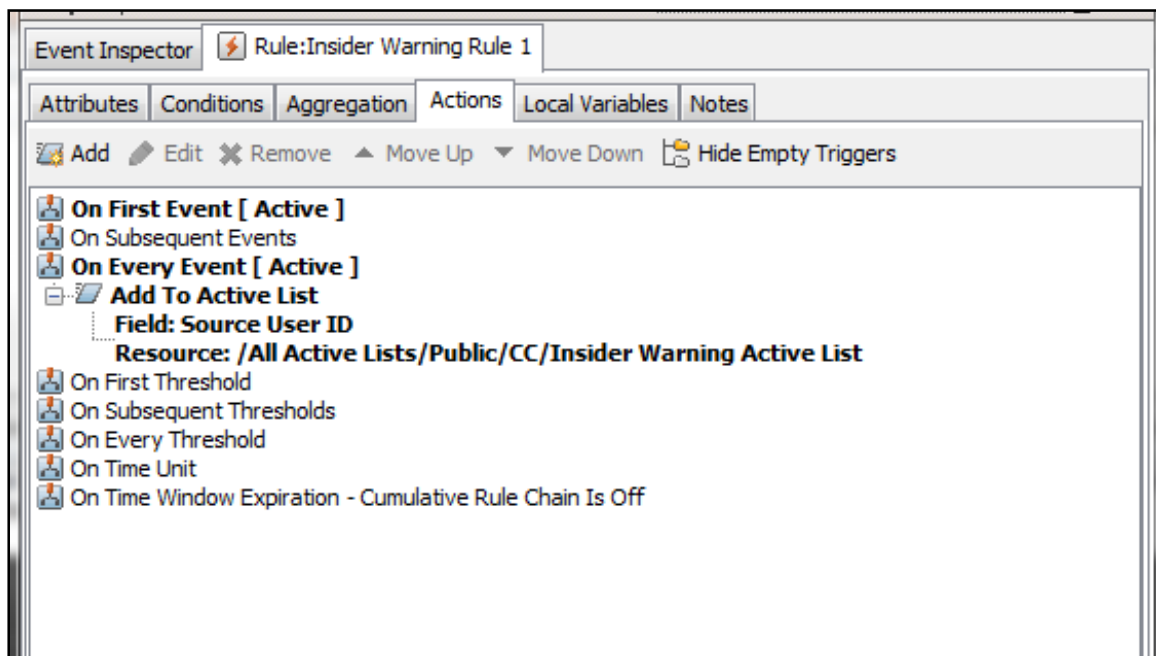 Event Inspector Rule:Insider Warning Rule 1
Attributes Conditions Aggregation Actions Local Variables Notes
Add Edit Remove Move Up Move Down Hide Empty Triggers
On First Event [ Active ]
On Subsequent Events
On Every Event [ Active ]
Add To Active List
Field: Source User ID
Resource: /All Active Lists/Public/CC/Insider Warning Active List
On First Threshold
On Subsequent Thresholds
On Every Threshold
On Time Unit
On Time Window Expiration - Cumulative Rule Chain Is Off